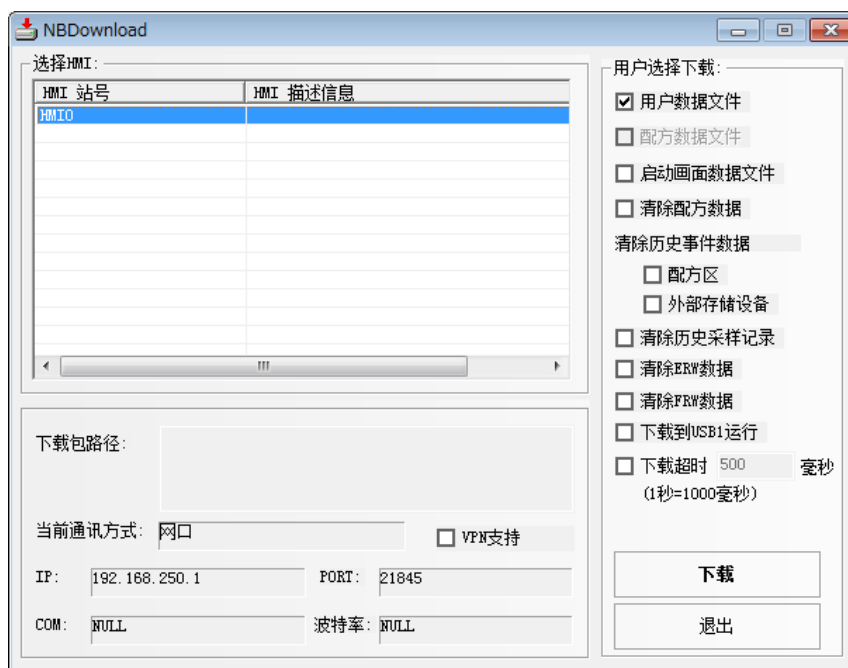 NBDownload
选择HMI:
HMI 站号 HMI 描述信息
HMI0
下载包路径:
当前通讯方式: 网口
VPN支持
IP: 192.168.250.1 PORT: 21845
COM: NULL 波特率: NULL
用户选择下载:
用户数据文件
配方数据文件
启动画面数据文件
清除配方数据
清除历史事件数据
配方区
外部存储设备
清除历史采样记录
清除ERW数据
清除FRW数据
下载到USB1运行
下载超时 500 毫秒
(1秒=1000毫秒)
下载
退出